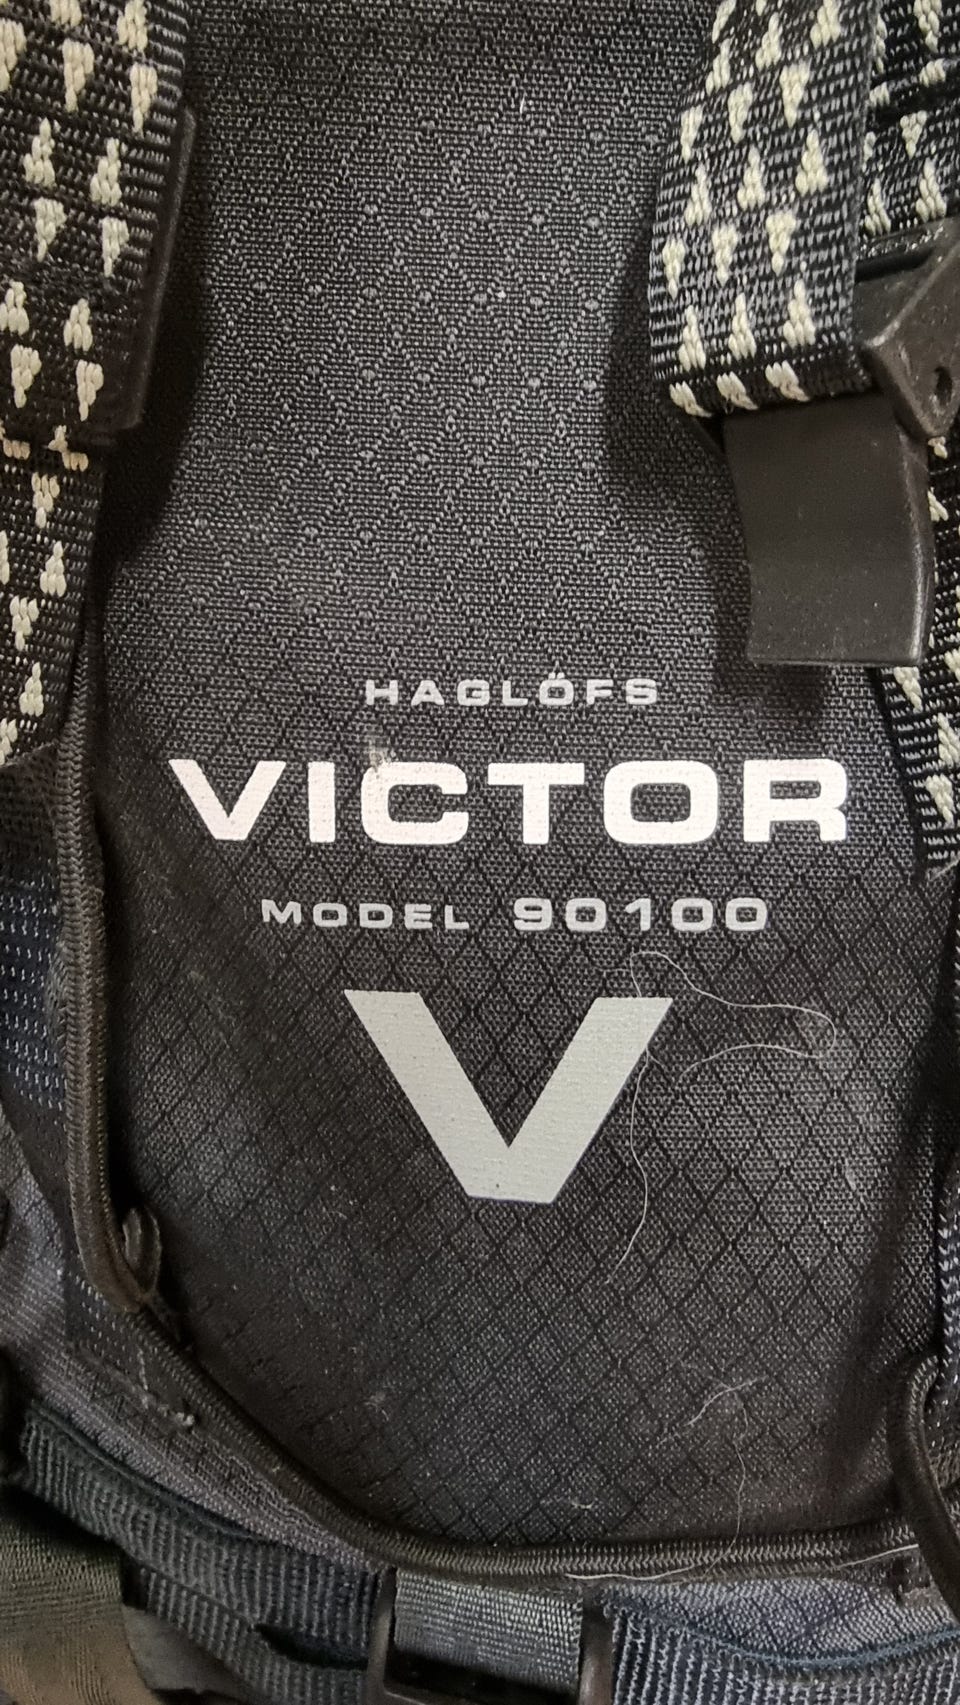 HAGLÖFS
VICTOR
MODEL 90100
V